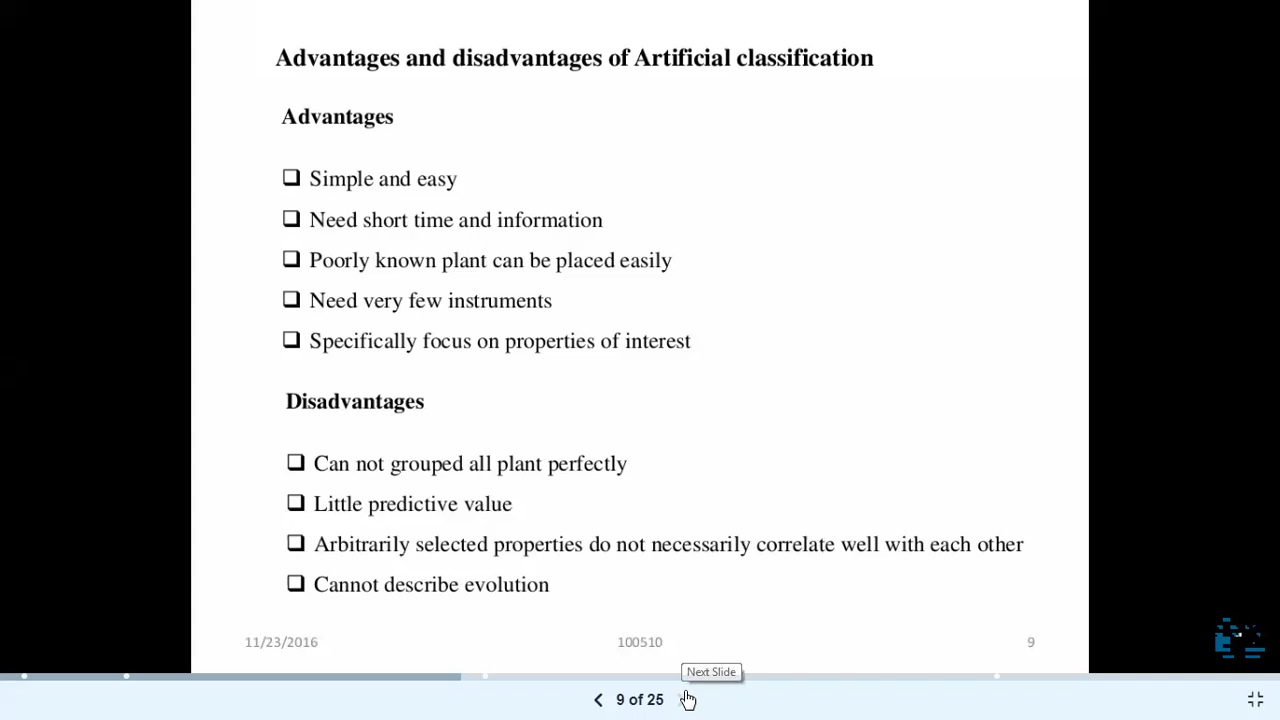 Advantages and disadvantages of Artificial classification
Advantages
Simple and easy
Need short time and information
Poorly known plant can be placed easily
Need very few instruments
Specifically focus on properties of interest
Disadvantages
Can not grouped all plant perfectly
Little predictive value
Arbitrarily selected properties do not necessarily correlate well with each other
Cannot describe evolution
11/23/2016 100510 9
Next Slide
9 of 25